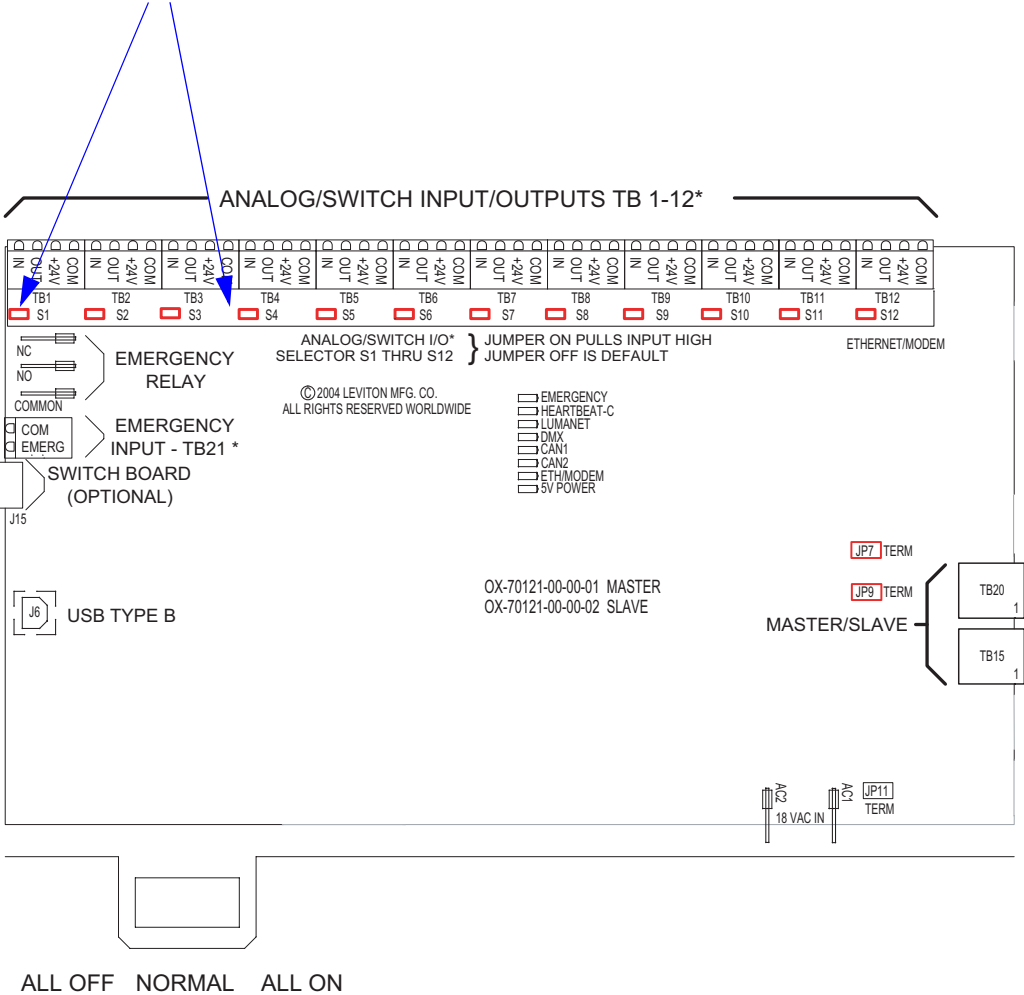 ANALOG/SWITCH INPUT/OUTPUTS TB 1-12*
IN OUT +24V COM IN OUT +24V COM IN OUT +24V COM IN OUT +24V COM IN OUT +24V COM IN OUT +24V COM IN OUT +24V COM IN OUT +24V COM IN OUT +24V COM IN OUT +24V COM IN OUT +24V COM IN OUT +24V COM
TB1 TB2 TB3 TB4 TB5 TB6 TB7 TB8 TB9 TB10 TB11 TB12
S1 S2 S3 S4 S5 S6 S7 S8 S9 S10 S11 S12
NC
NO
COMMON
EMERGENCY
RELAY
ANALOG/SWITCH I/O*
SELECTOR S1 THRU S12
} JUMPER ON PULLS INPUT HIGH
JUMPER OFF IS DEFAULT
ETHERNET/MODEM
© 2004 LEVITON MFG. CO.
ALL RIGHTS RESERVED WORLDWIDE
EMERGENCY
HEARTBEAT-C
LUMANET
DMX
CAN1
CAN2
ETH/MODEM
5V POWER
COM
EMERG
EMERGENCY
INPUT - TB21 *
SWITCH BOARD
(OPTIONAL)
J15
J6
USB TYPE B
OX-70121-00-00-01 MASTER
OX-70121-00-00-02 SLAVE
JP7 TERM
JP9 TERM
MASTER/SLAVE
TB20
1
TB15
1
AC2
18 VAC IN
AC1
JP11
TERM
ALL OFF NORMAL ALL ON